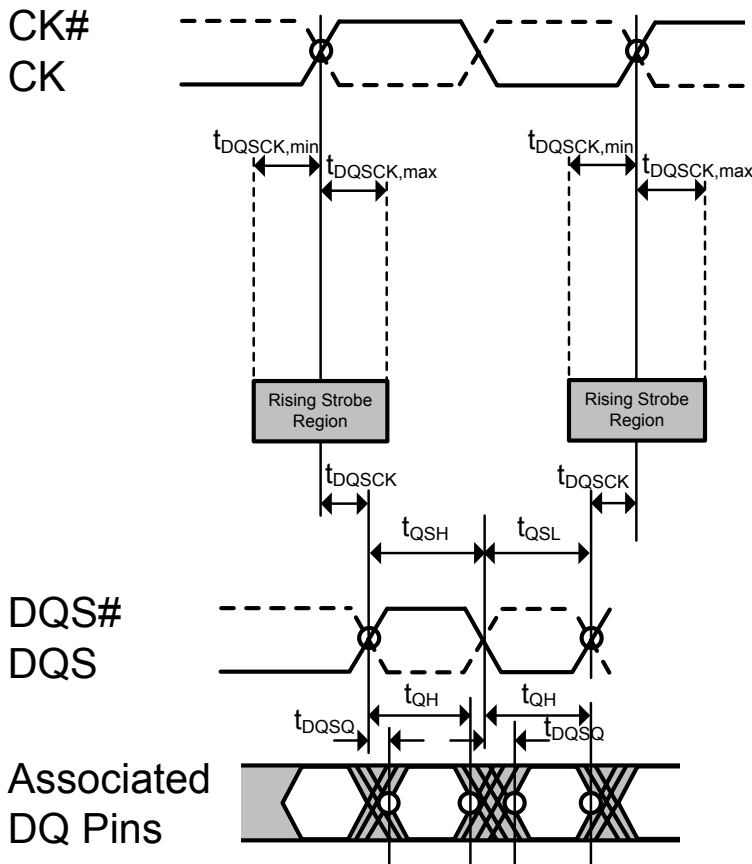 CK#
CK
tDQSCK,min
tDQSCK,max
tDQSCK,min
tDQSCK,max
Rising Strobe
Region
Rising Strobe
Region
tDQSCK
tDQSCK
tQSH
tQSL
DQS#
DQS
tQH
tQH
tDQSQ
tDQSQ
Associated
DQ Pins